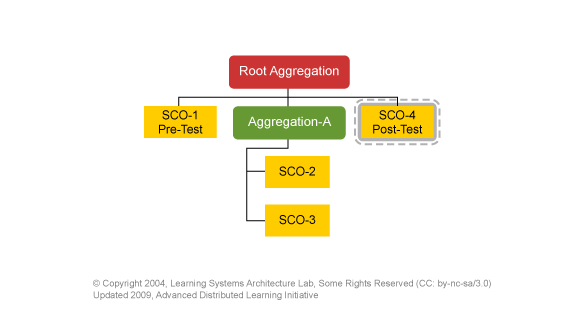 Root Aggregation
SCO-1
Pre-Test
Aggregation-A
SCO-4
Post-Test
SCO-2
SCO-3
© Copyright 2004, Learning Systems Architecture Lab, Some Rights Reserved (CC: by-nc-sa/3.0)
Updated 2009, Advanced Distributed Learning Initiative